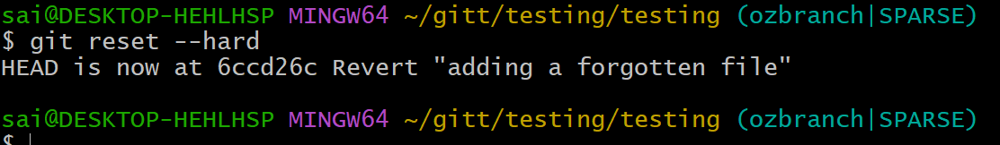 sai@DESKTOP-HEHLHSP MINGW64 ~/gitt/testing/testing (ozbranch|SPARSE)
$ git reset --hard
HEAD is now at 6ccd26c Revert "adding a forgotten file"
sai@DESKTOP-HEHLHSP MINGW64 ~/gitt/testing/testing (ozbranch|SPARSE)
$